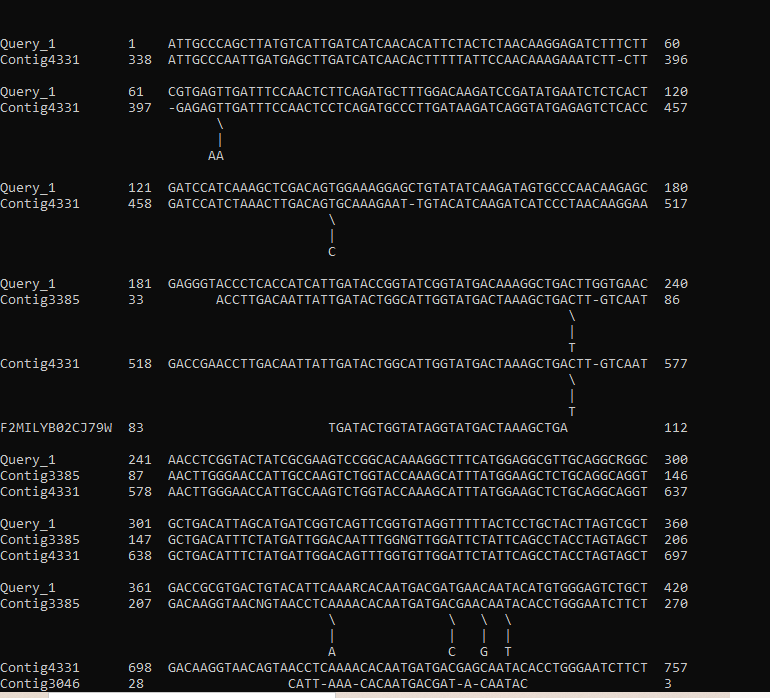 Query_1 1 ATTGCCCAGCTTATGTCATTGATCATCAACACATTCTACTCTAACAAGGAGATCTTTCTT 60
Contig4331 338 ATTGCCCAATTGATGAGCTTGATCATCAACACTTTTTATTCCAACAAAGAAATCTT-CTT 396
Query_1 61 CGTGAGTTGATTTCCAACTCTTCAGATGCTTTGGACAAGATCCGATATGAATCTCTCACT 120
Contig4331 397 -GAGAGTTGATTTCCAACTCCTCAGATGCCCTTGATAAGATCAGGTATGAGAGTCTCACC 457
\
|
AA
Query_1 121 GATCCATCAAAGCTCGACAGTGGAAAGGAGCTGTATATCAAGATAGTGCCCAACAAGAGC 180
Contig4331 458 GATCCATCTAAACTTGACAGTGCAAAGAAT-TGTACATCAAGATCATCCCTAACAAGGAA 517
\
|
C
Query_1 181 GAGGGTACCCTCACCATCATTGATACCGGTATCGGTATGACAAAGGCTGACTTGGTGAAC 240
Contig3385 33 ACCTTGACAATTATTGATACTGGCATTGGTATGACTAAAGCTGACTT-GTCAAT 86
\
|
T
Contig4331 518 GACCGAACCTTGACAATTATTGATACTGGCATTGGTATGACTAAAGCTGACTT-GTCAAT 577
\
|
T
F2MILYB02CJ79W 83 TGATACTGGTATAGGTATGACTAAAGCTGA 112
Query_1 241 AACCTCGGTACTATCGCGAAGTCCGGCACAAAGGCTTTCATGGAGGCGTTGCAGGCRGGC 300
Contig3385 87 AACTTGGGAACCATTGCCAAGTCTGGTACCAAAGCATTTATGGAAGCTCTGCAGGCAGGT 146
Contig4331 578 AACTTGGGAACCATTGCCAAGTCTGGTACCAAAGCATTTATGGAAGCTCTGCAGGCAGGT 637
Query_1 301 GCTGACATTAGCATGATCGGTCAGTTCGGTGTAGGTTTTTACTCCTGCTACTTAGTCGCT 360
Contig3385 147 GCTGACATTTCTATGATTGGACAATTTGGNGTTGGATTCTATTCAGCCTACCTAGTAGCT 206
Contig4331 638 GCTGACATTTCTATGATTGGACAGTTTGGTGTTGGATTCTATTCAGCCTACCTAGTAGCT 697
Query_1 361 GACCGCGTGACTGTACATTCAAARCACAATGACGATGAACAATACATGTGGGAGTCTGCT 420
Contig3385 207 GACAAGGTAACNGTAACCTCAAAACACAATGATGACGAACAATACACCTGGGAATCTTCT 270
\ \ \ \
| | | |
A C G T
Contig4331 698 GACAAGGTAACAGTAACCTCAAAACACAATGATGACGAGCAATACACCTGGGAATCTTCT 757
Contig3046 28 CATT-AAA-CACAATGACGAT-A-CAATAC 3